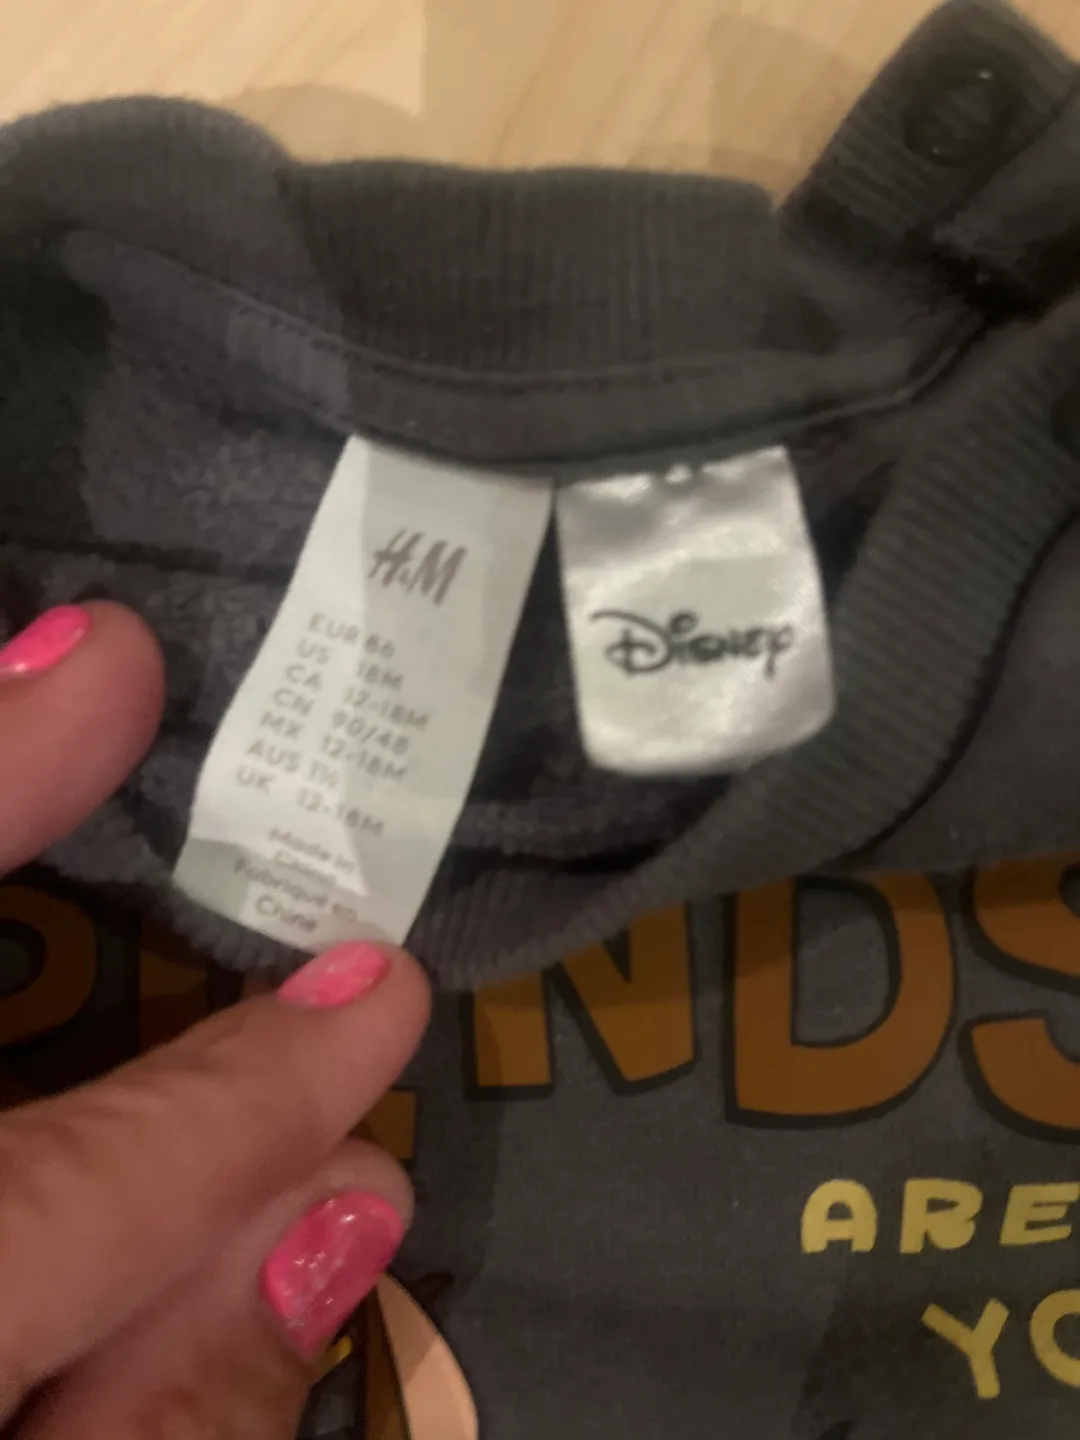 H&M
EUR 86
US 18M
CA 12-18M
CN 90/48
MX 12-18M
AUS 1½
UK 12-18M
Made in
China
Fabriqué en
Chine
Disney
NDS
ARE
YO